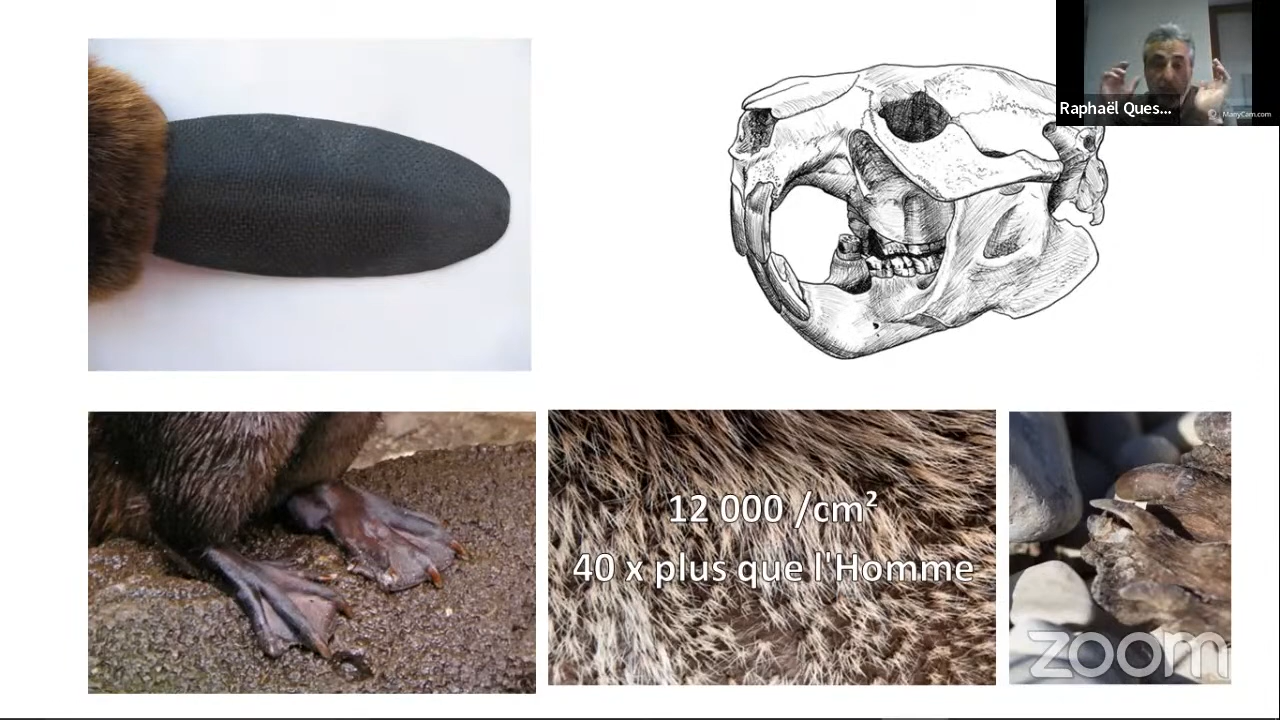 Raphaël Ques...
ManyCam.com
12 000 /cm²
40 x plus que l'Homme
zoom